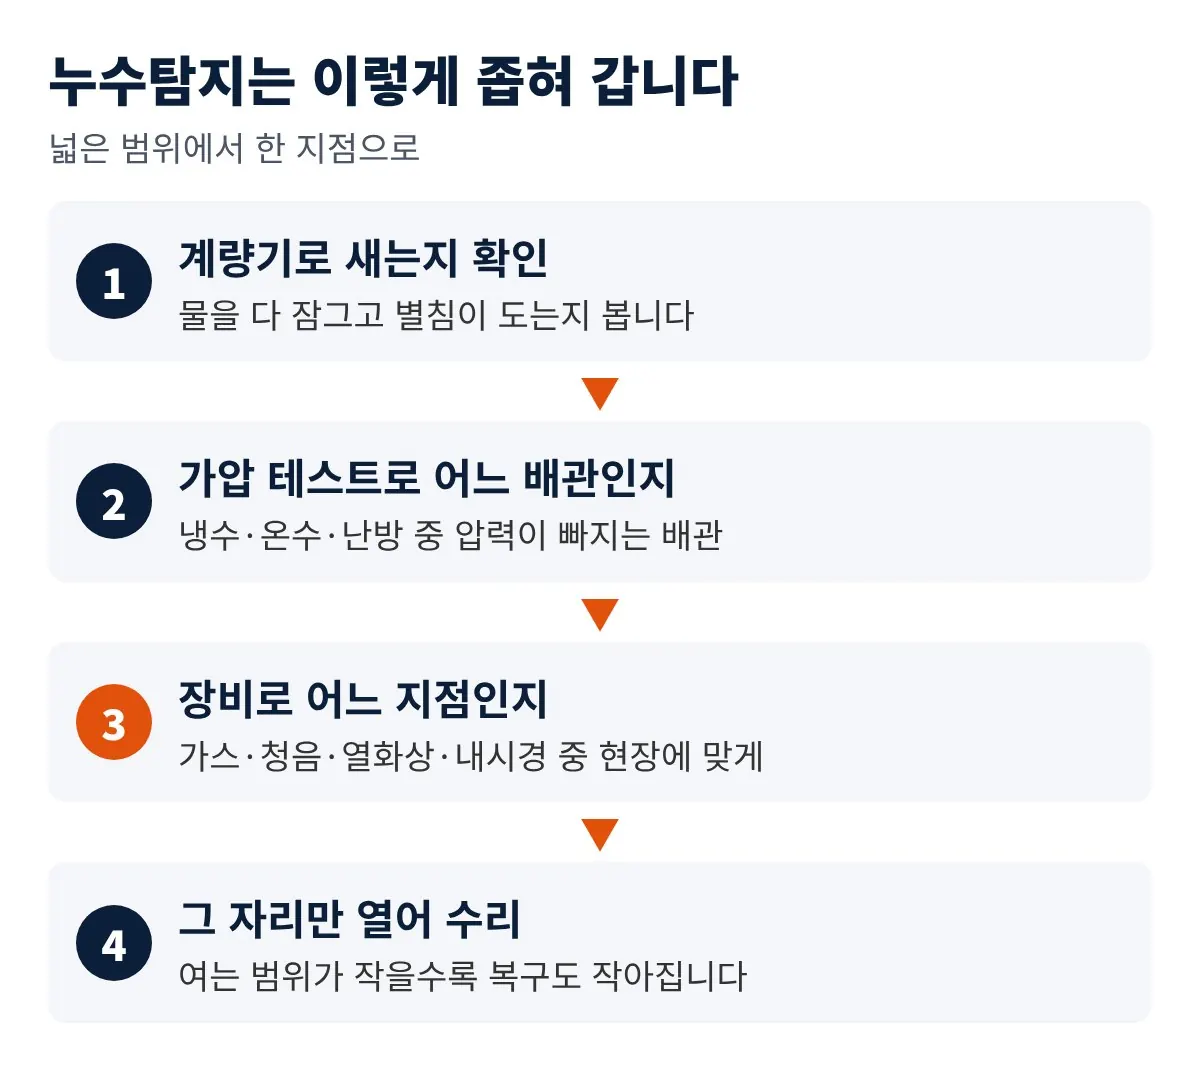 누수탐지는 이렇게 좁혀 갑니다
넓은 범위에서 한 지점으로
1
계량기로 새는지 확인
물을 다 잠그고 별침이 도는지 봅니다
2
가압 테스트로 어느 배관인지
냉수·온수·난방 중 압력이 빠지는 배관
3
장비로 어느 지점인지
가스·청음·열화상·내시경 중 현장에 맞게
4
그 자리만 열어 수리
여는 범위가 작을수록 복구도 작아집니다